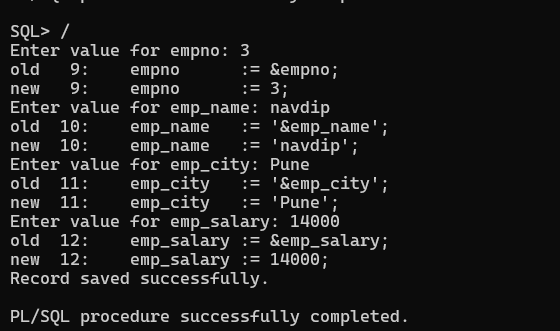 SQL> /
Enter value for empno: 3
old   9:    empno      := &empno;
new   9:    empno      := 3;
Enter value for emp_name: navdip
old  10:    emp_name   := '&emp_name';
new  10:    emp_name   := 'navdip';
Enter value for emp_city: Pune
old  11:    emp_city   := '&emp_city';
new  11:    emp_city   := 'Pune';
Enter value for emp_salary: 14000
old  12:    emp_salary := &emp_salary;
new  12:    emp_salary := 14000;
Record saved successfully.
PL/SQL procedure successfully completed.